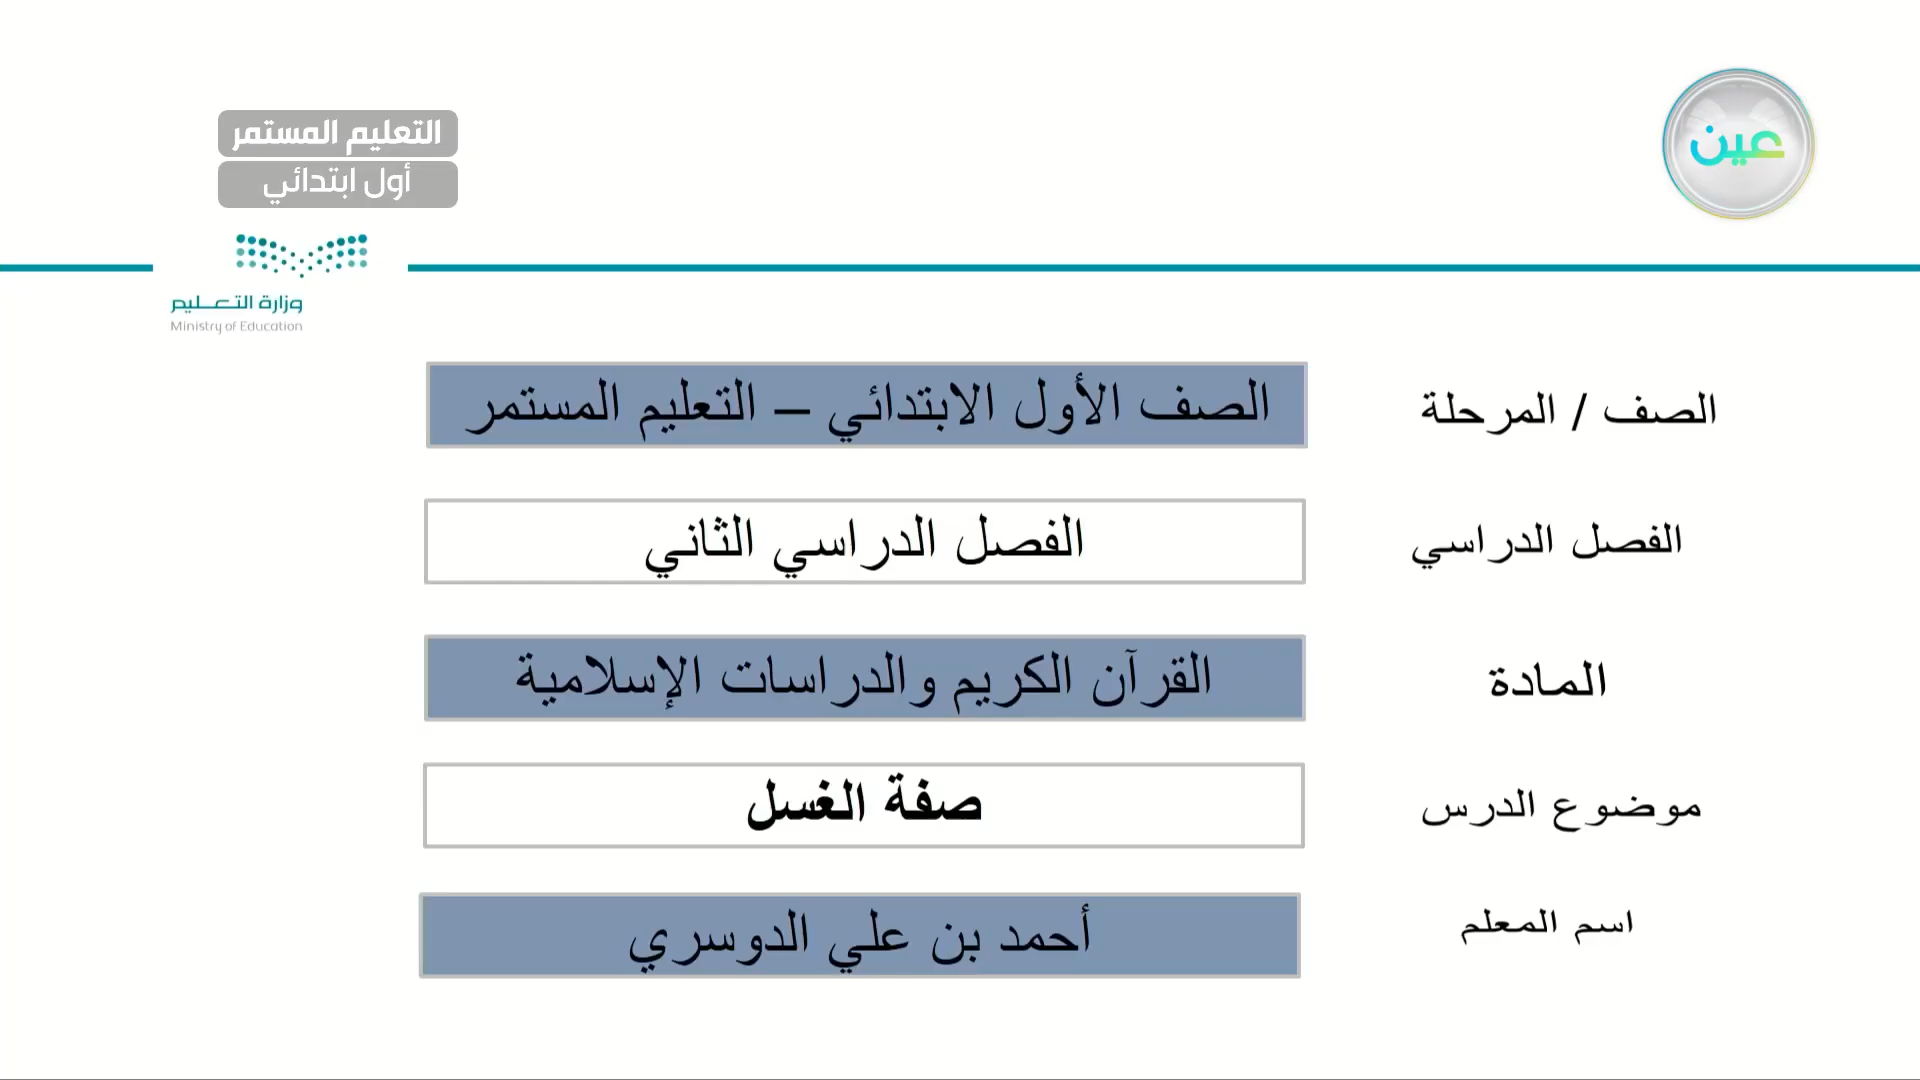 عين
التعليم المستمر
أول ابتدائي
وزارة التعليم
Ministry of Education
الصف / المرحلة
الصف الأول الابتدائي – التعليم المستمر
الفصل الدراسي
الفصل الدراسي الثاني
المادة
القرآن الكريم والدراسات الإسلامية
موضوع الدرس
صفة الغسل
اسم المعلم
أحمد بن علي الدوسري